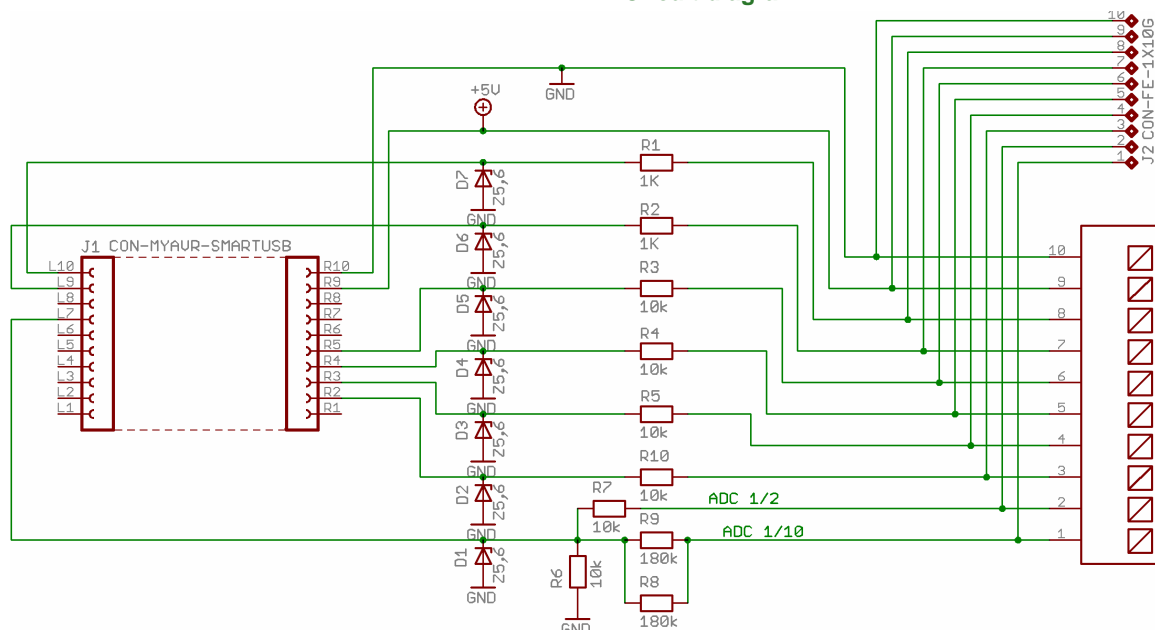 10
9
8
7
6
5
4
3
2
1
J2 CON-FE-1X10G
GND
+5V
R1
1K
D7
Z5,6
GND
R2
1K
D6
Z5,6
GND
J1 CON-MYAVR-SMARTUSB
L10
L9
L8
L7
L6
L5
L4
L3
L2
L1
R10
R9
R8
R7
R6
R5
R4
R3
R2
R1
R3
10k
D5
Z5,6
GND
R4
10k
D4
Z5,6
GND
R5
10k
D3
Z5,6
GND
R10
10k
D2
Z5,6
GND
R7
10k
ADC 1/2
R9
180k
ADC 1/10
D1
Z5,6
GND
R6
10k
GND
R8
180k
10
9
8
7
6
5
4
3
2
1